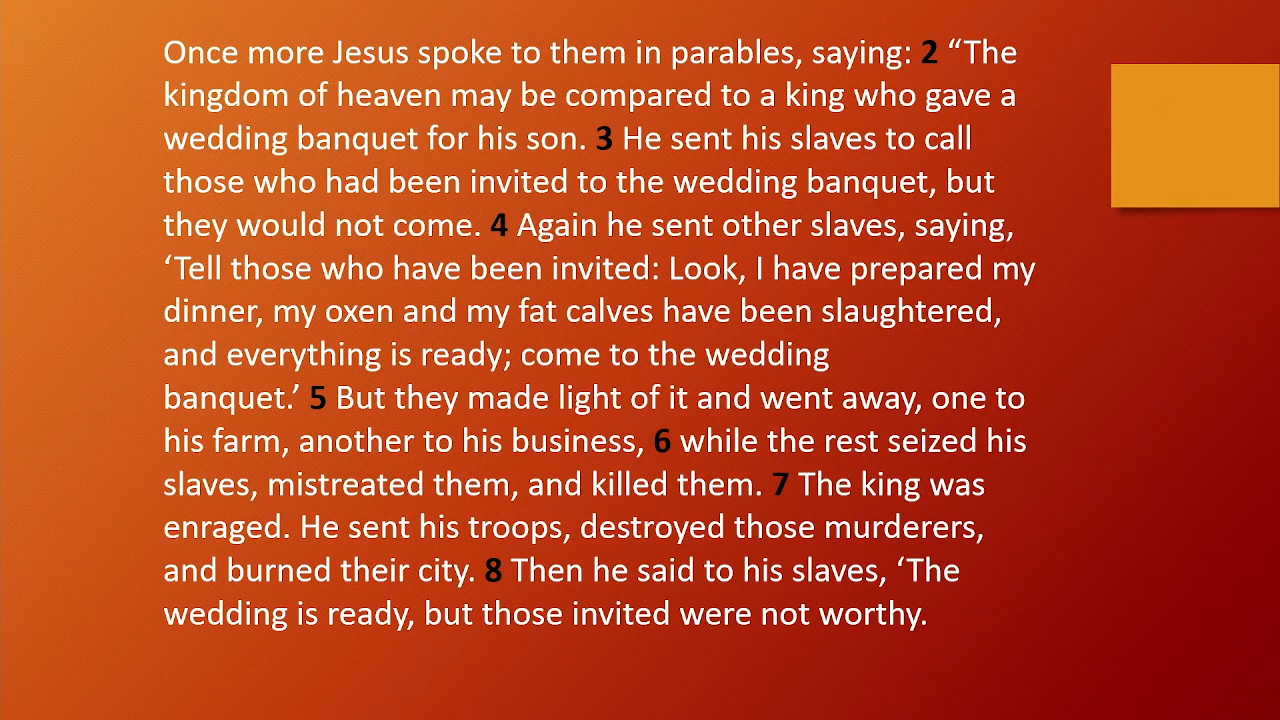 Once more Jesus spoke to them in parables, saying: 2 “The
kingdom of heaven may be compared to a king who gave a
wedding banquet for his son. 3 He sent his slaves to call
those who had been invited to the wedding banquet, but
they would not come. 4 Again he sent other slaves, saying,
‘Tell those who have been invited: Look, I have prepared my
dinner, my oxen and my fat calves have been slaughtered,
and everything is ready; come to the wedding
banquet.’ 5 But they made light of it and went away, one to
his farm, another to his business, 6 while the rest seized his
slaves, mistreated them, and killed them. 7 The king was
enraged. He sent his troops, destroyed those murderers,
and burned their city. 8 Then he said to his slaves, ‘The
wedding is ready, but those invited were not worthy.